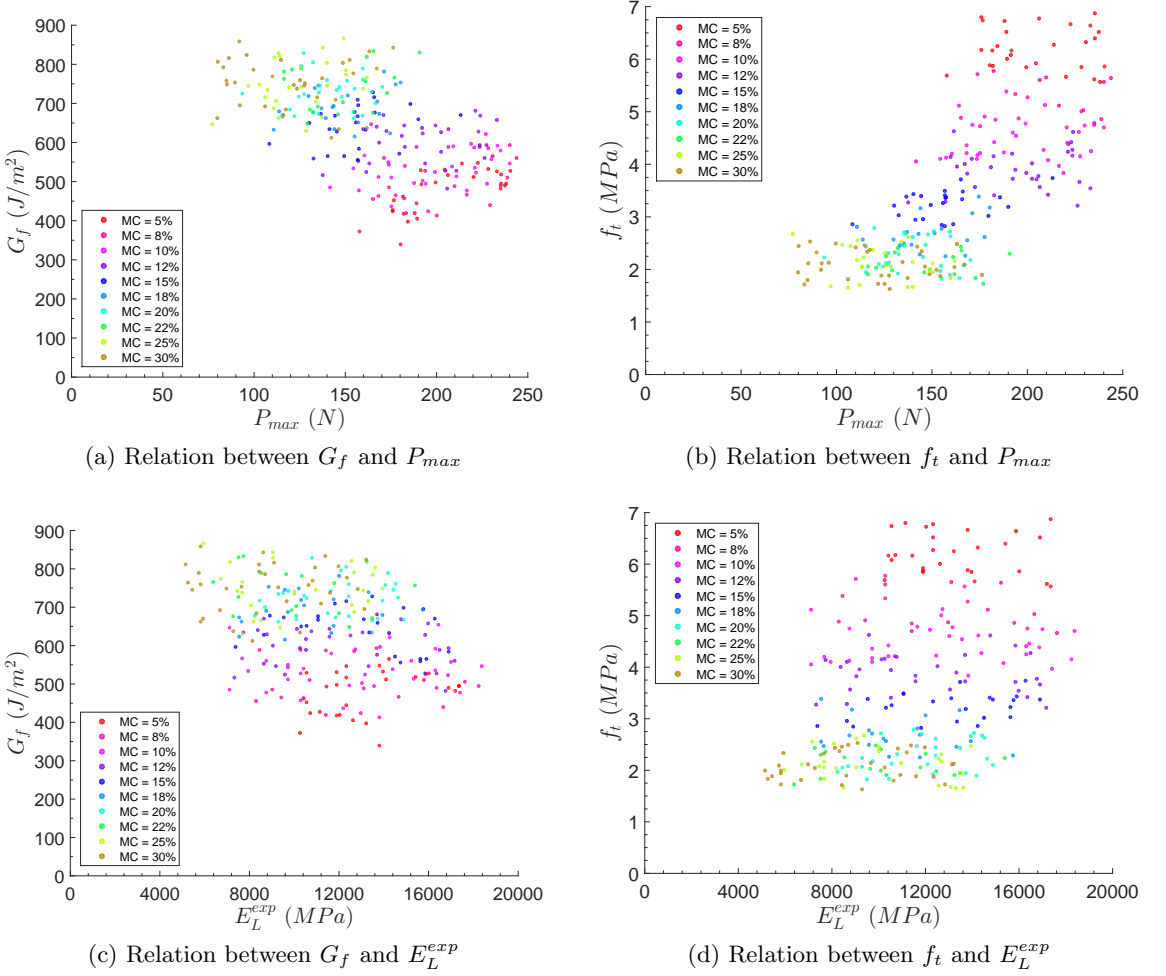 900
800
700
600
500
400
300
200
100
0
G_f (J/m^2)
MC = 5%
MC = 8%
MC = 10%
MC = 12%
MC = 15%
MC = 18%
MC = 20%
MC = 22%
MC = 25%
MC = 30%
0 50 100 150 200 250
P_max (N)
(a) Relation between G_f and P_max
7
6
5
4
3
2
1
0
f_t (MPa)
MC = 5%
MC = 8%
MC = 10%
MC = 12%
MC = 15%
MC = 18%
MC = 20%
MC = 22%
MC = 25%
MC = 30%
0 50 100 150 200 250
P_max (N)
(b) Relation between f_t and P_max
900
800
700
600
500
400
300
200
100
0
G_f (J/m^2)
MC = 5%
MC = 8%
MC = 10%
MC = 12%
MC = 15%
MC = 18%
MC = 20%
MC = 22%
MC = 25%
MC = 30%
0 4000 8000 12000 16000 20000
E_L^exp (MPa)
(c) Relation between G_f and E_L^exp
7
6
5
4
3
2
1
0
f_t (MPa)
MC = 5%
MC = 8%
MC = 10%
MC = 12%
MC = 15%
MC = 18%
MC = 20%
MC = 22%
MC = 25%
MC = 30%
0 4000 8000 12000 16000 20000
E_L^exp (MPa)
(d) Relation between f_t and E_L^exp